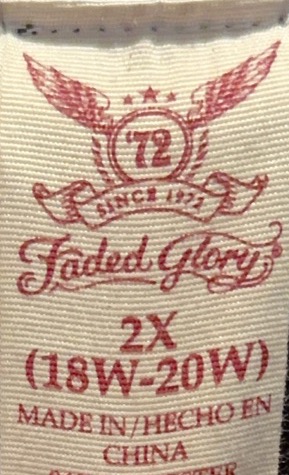 '72
SINCE 1972
Faded Glory
2X
(18W-20W)
MADE IN/HECHO EN
CHINA